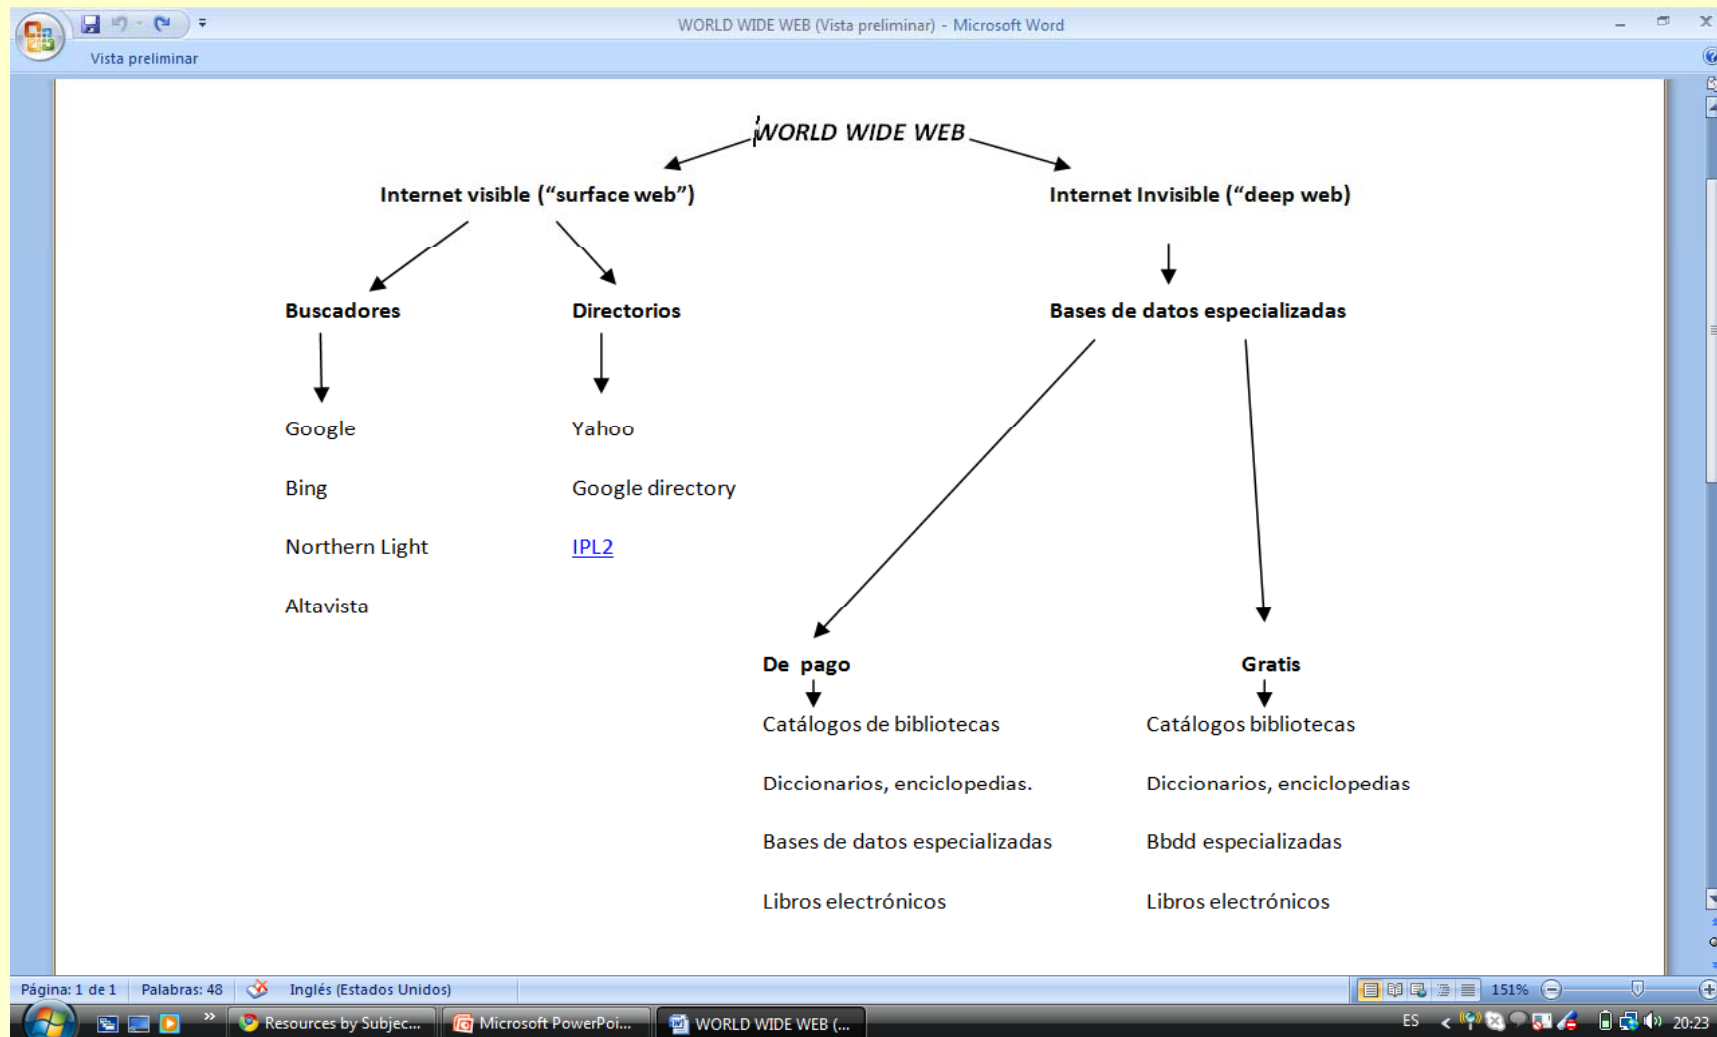 WORLD WIDE WEB (Vista preliminar) - Microsoft Word
Vista preliminar
WORLD WIDE WEB
Internet visible (“surface web”)
Internet Invisible (“deep web)
Buscadores
Directorios
Bases de datos especializadas
Google
Yahoo
Bing
Google directory
Northern Light
IPL2
Altavista
De pago
Gratis
Catálogos de bibliotecas
Catálogos bibliotecas
Diccionarios, enciclopedias.
Diccionarios, enciclopedias
Bases de datos especializadas
Bbdd especializadas
Libros electrónicos
Libros electrónicos
Página: 1 de 1
Palabras: 48
Inglés (Estados Unidos)
151%
Resources by Subjec...
Microsoft PowerPoi...
WORLD WIDE WEB (...
ES
20:23